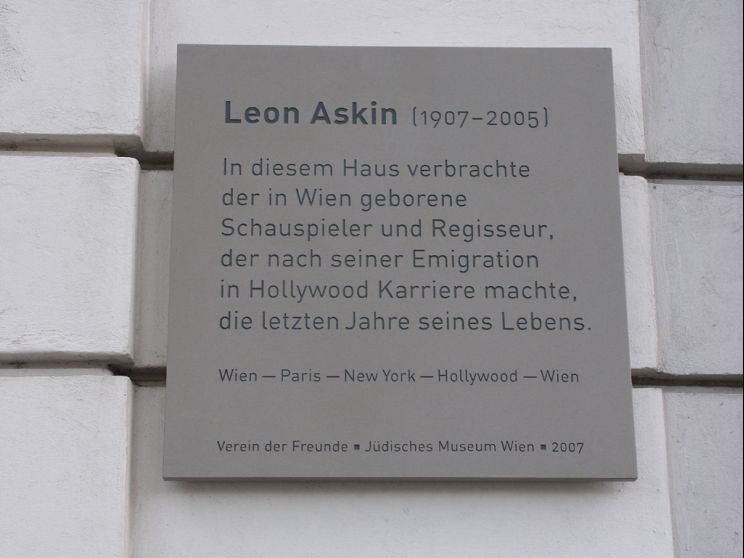 Leon Askin (1907–2005)
In diesem Haus verbrachte
der in Wien geborene
Schauspieler und Regisseur,
der nach seiner Emigration
in Hollywood Karriere machte,
die letzten Jahre seines Lebens.
Wien — Paris — New York — Hollywood — Wien
Verein der Freunde ▪ Jüdisches Museum Wien ▪ 2007